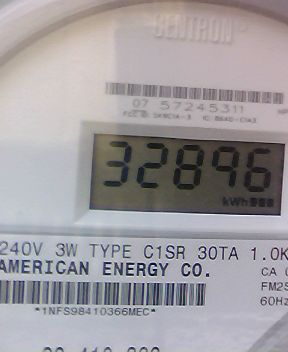 CENTRON®
07 57245311
32896
kWh
240V 3W TYPE C1SR 30TA 1.0K
AMERICAN ENERGY CO.
CA
FM2S
60Hz
*1NFS98410366MEC*